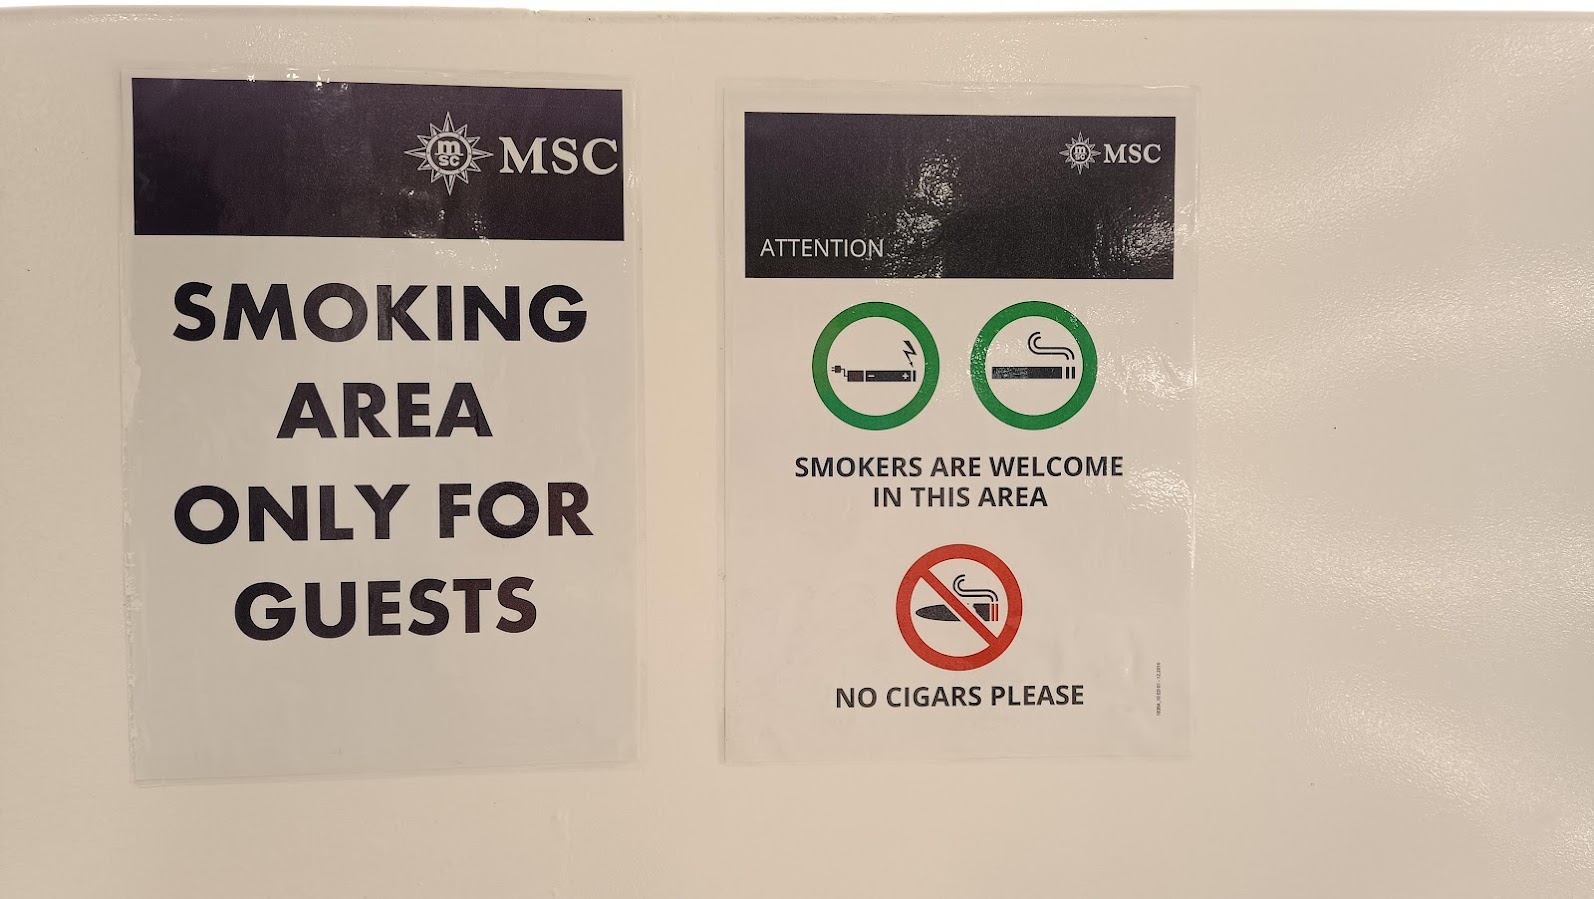 MSC
SMOKING
AREA
ONLY FOR
GUESTS
MSC
ATTENTION
SMOKERS ARE WELCOME
IN THIS AREA
NO CIGARS PLEASE